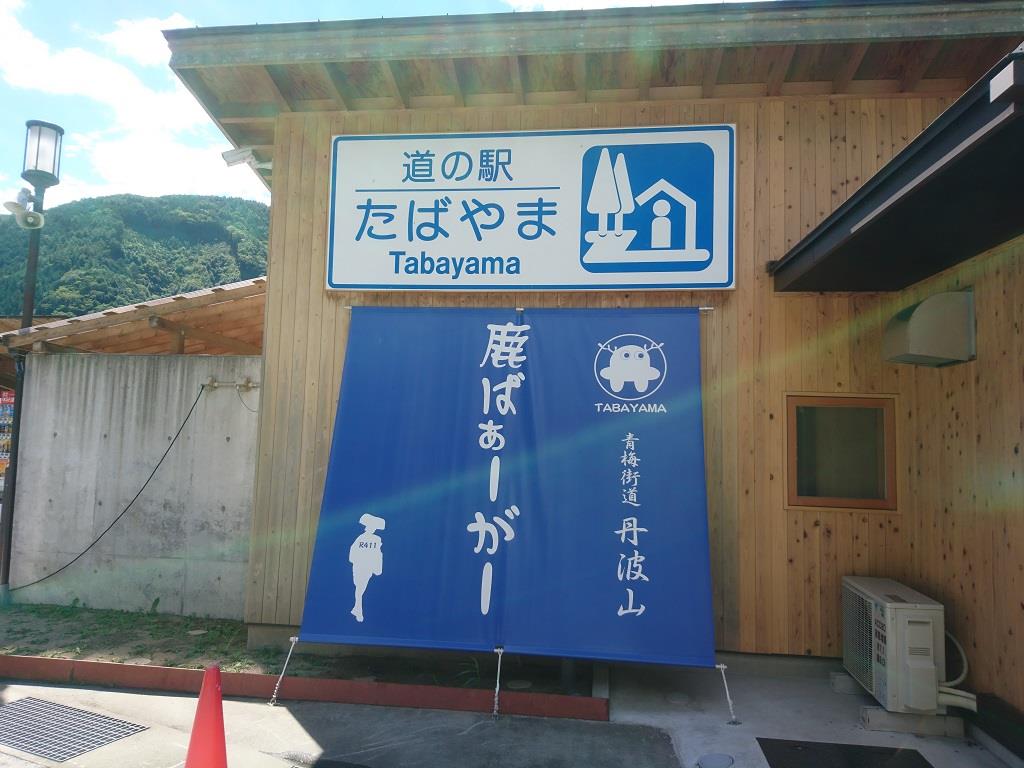 道の駅
たばやま
Tabayama
TABAYAMA
青梅街道 丹波山
鹿ばぁーがー
R411